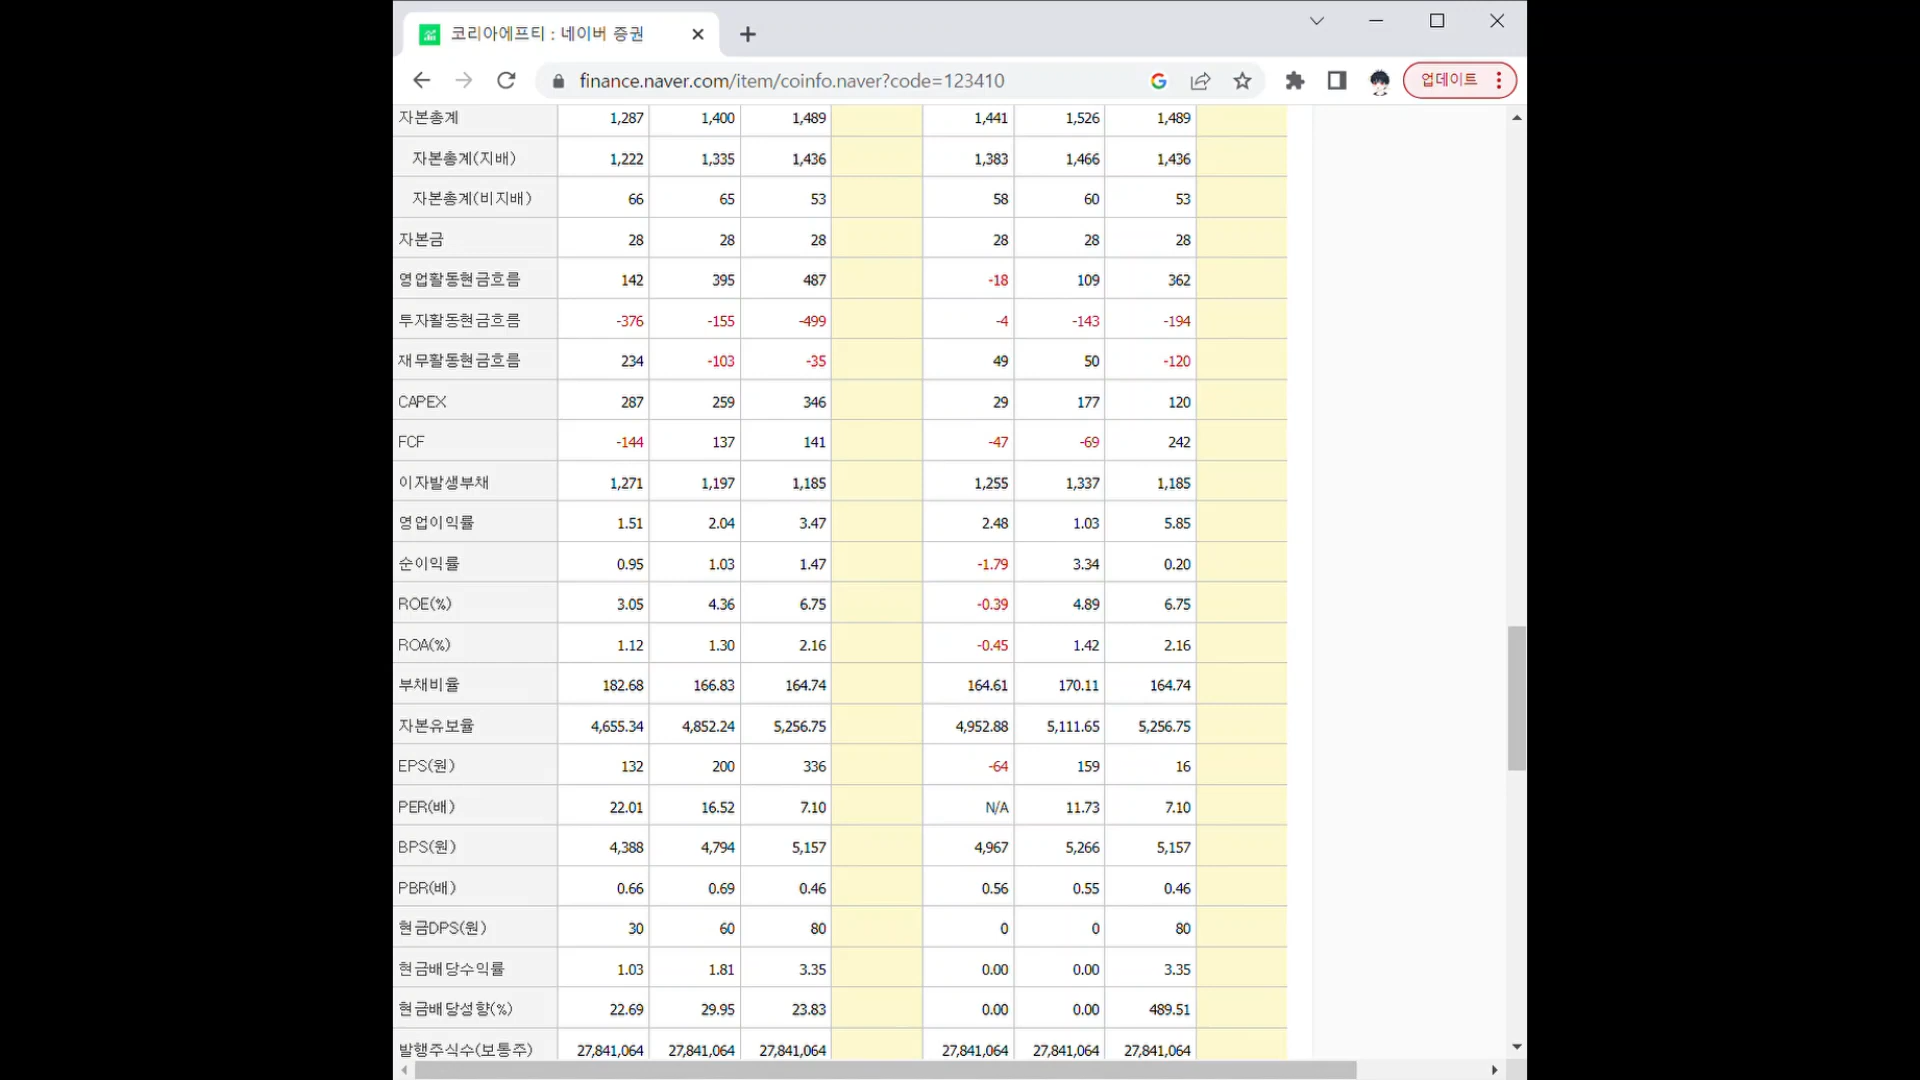 코리아에프티 : 네이버 증권
finance.naver.com/item/coinfo.naver?code=123410
업데이트
자본총계 1,287 1,400 1,489 1,441 1,526 1,489
자본총계(지배) 1,222 1,335 1,436 1,383 1,466 1,436
자본총계(비지배) 66 65 53 58 60 53
자본금 28 28 28 28 28 28
영업활동현금흐름 142 395 487 -18 109 362
투자활동현금흐름 -376 -155 -499 -4 -143 -194
재무활동현금흐름 234 -103 -35 49 50 -120
CAPEX 287 259 346 29 177 120
FCF -144 137 141 -47 -69 242
이자발생부채 1,271 1,197 1,185 1,255 1,337 1,185
영업이익률 1.51 2.04 3.47 2.48 1.03 5.85
순이익률 0.95 1.03 1.47 -1.79 3.34 0.20
ROE(%) 3.05 4.36 6.75 -0.39 4.89 6.75
ROA(%) 1.12 1.30 2.16 -0.45 1.42 2.16
부채비율 182.68 166.83 164.74 164.61 170.11 164.74
자본유보율 4,655.34 4,852.24 5,256.75 4,952.88 5,111.65 5,256.75
EPS(원) 132 200 336 -64 159 16
PER(배) 22.01 16.52 7.10 N/A 11.73 7.10
BPS(원) 4,388 4,794 5,157 4,967 5,266 5,157
PBR(배) 0.66 0.69 0.46 0.56 0.55 0.46
현금DPS(원) 30 60 80 0 0 80
현금배당수익률 1.03 1.81 3.35 0.00 0.00 3.35
현금배당성향(%) 22.69 29.95 23.83 0.00 0.00 489.51
발행주식수(보통주) 27,841,064 27,841,064 27,841,064 27,841,064 27,841,064 27,841,064